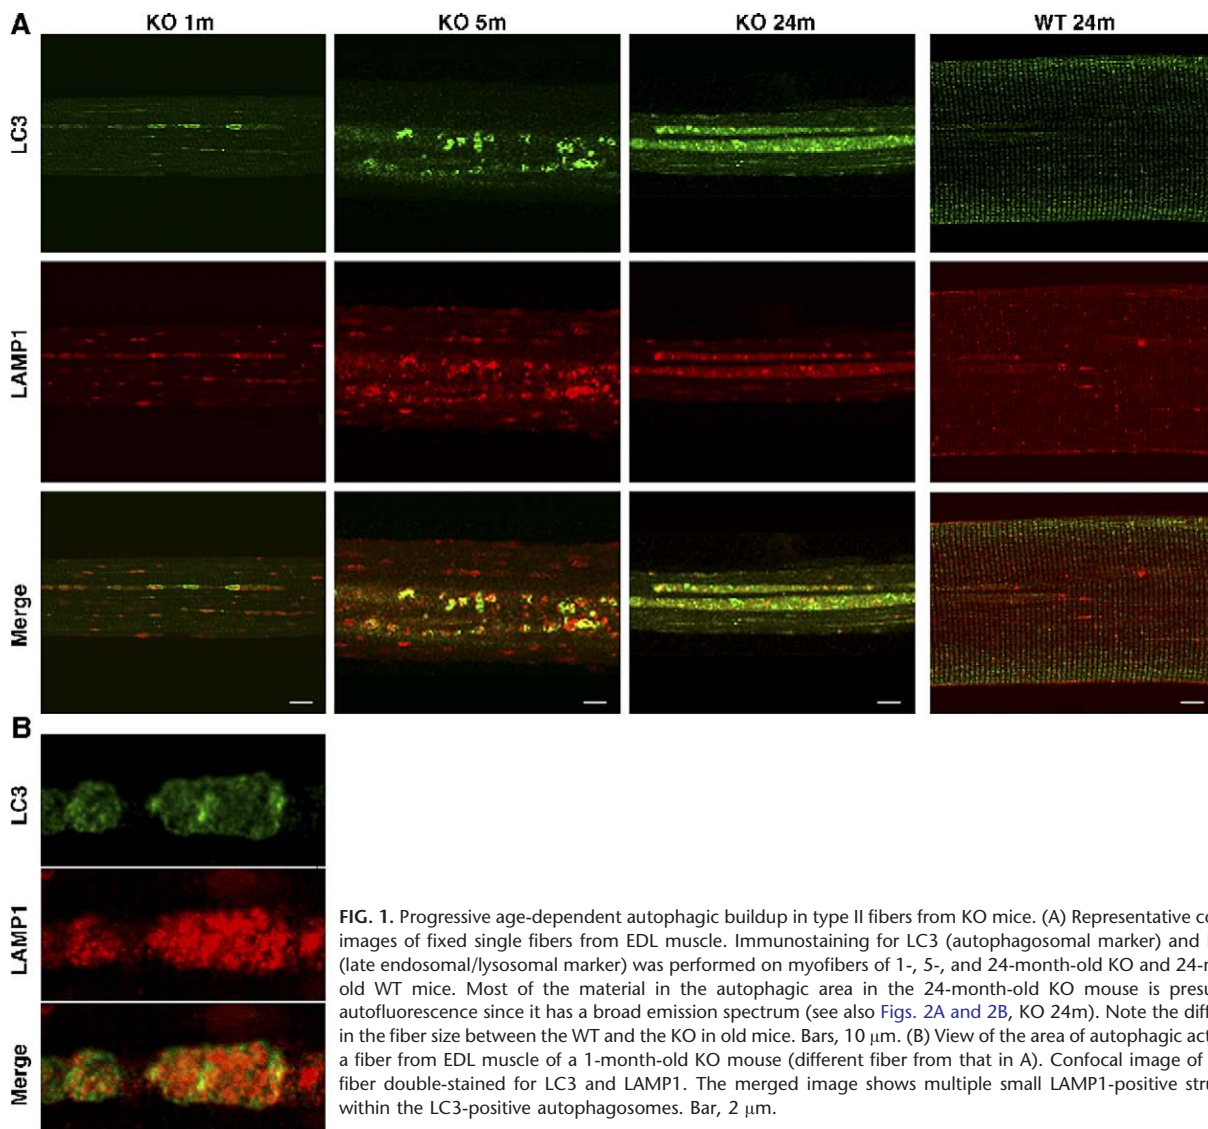 A
KO 1m
KO 5m
KO 24m
WT 24m
LC3
LAMP1
Merge
B
LC3
LAMP1
Merge
FIG. 1. Progressive age-dependent autophagic buildup in type II fibers from KO mice. (A) Representative
images of fixed single fibers from EDL muscle. Immunostaining for LC3 (autophagosomal marker) and
(late endosomal/lysosomal marker) was performed on myofibers of 1-, 5-, and 24-month-old KO and
old WT mice. Most of the material in the autophagic area in the 24-month-old KO mouse is
autofluorescence since it has a broad emission spectrum (see also Figs. 2A and 2B, KO 24m). Note the
in the fiber size between the WT and the KO in old mice. Bars, 10 μm. (B) View of the area of autophagic
a fiber from EDL muscle of a 1-month-old KO mouse (different fiber from that in A). Confocal image of
fiber double-stained for LC3 and LAMP1. The merged image shows multiple small LAMP1-positive
within the LC3-positive autophagosomes. Bar, 2 μm.